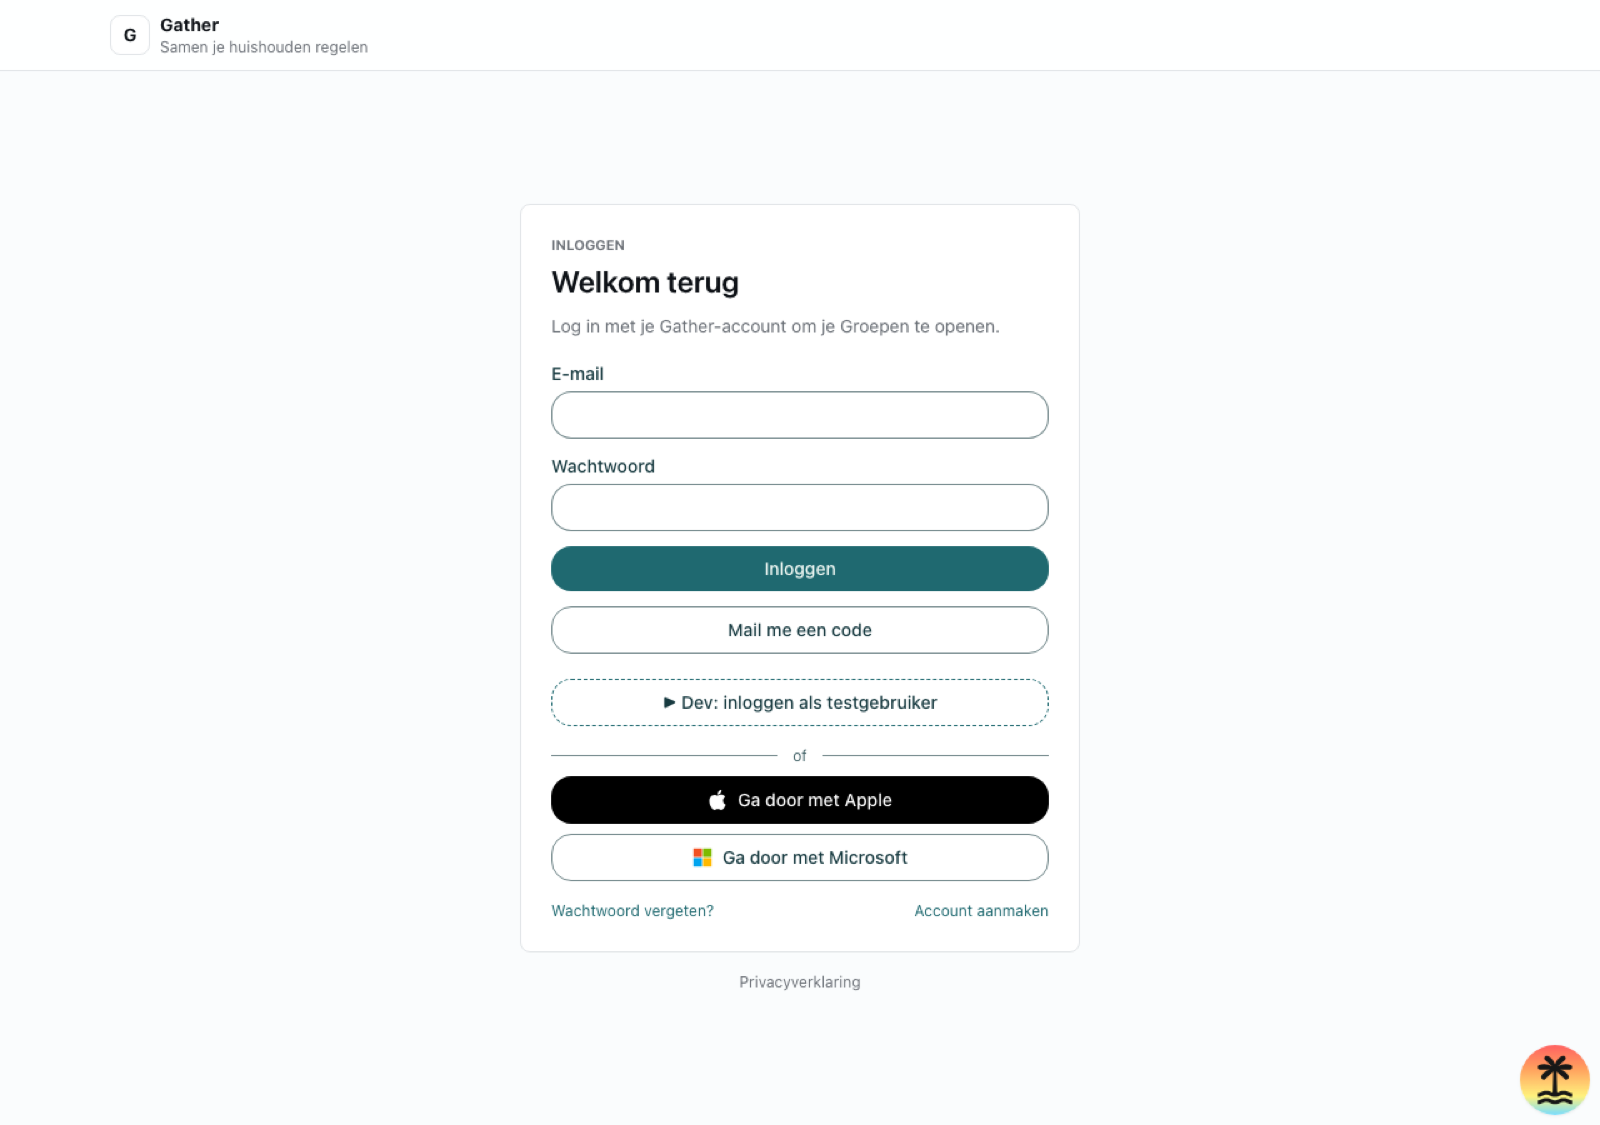 G
Gather
Samen je huishouden regelen
INLOGGEN
Welkom terug
Log in met je Gather-account om je Groepen te openen.
E-mail
Wachtwoord
Inloggen
Mail me een code
Dev: inloggen als testgebruiker
of
Ga door met Apple
Ga door met Microsoft
Wachtwoord vergeten? Account aanmaken
Privacyverklaring